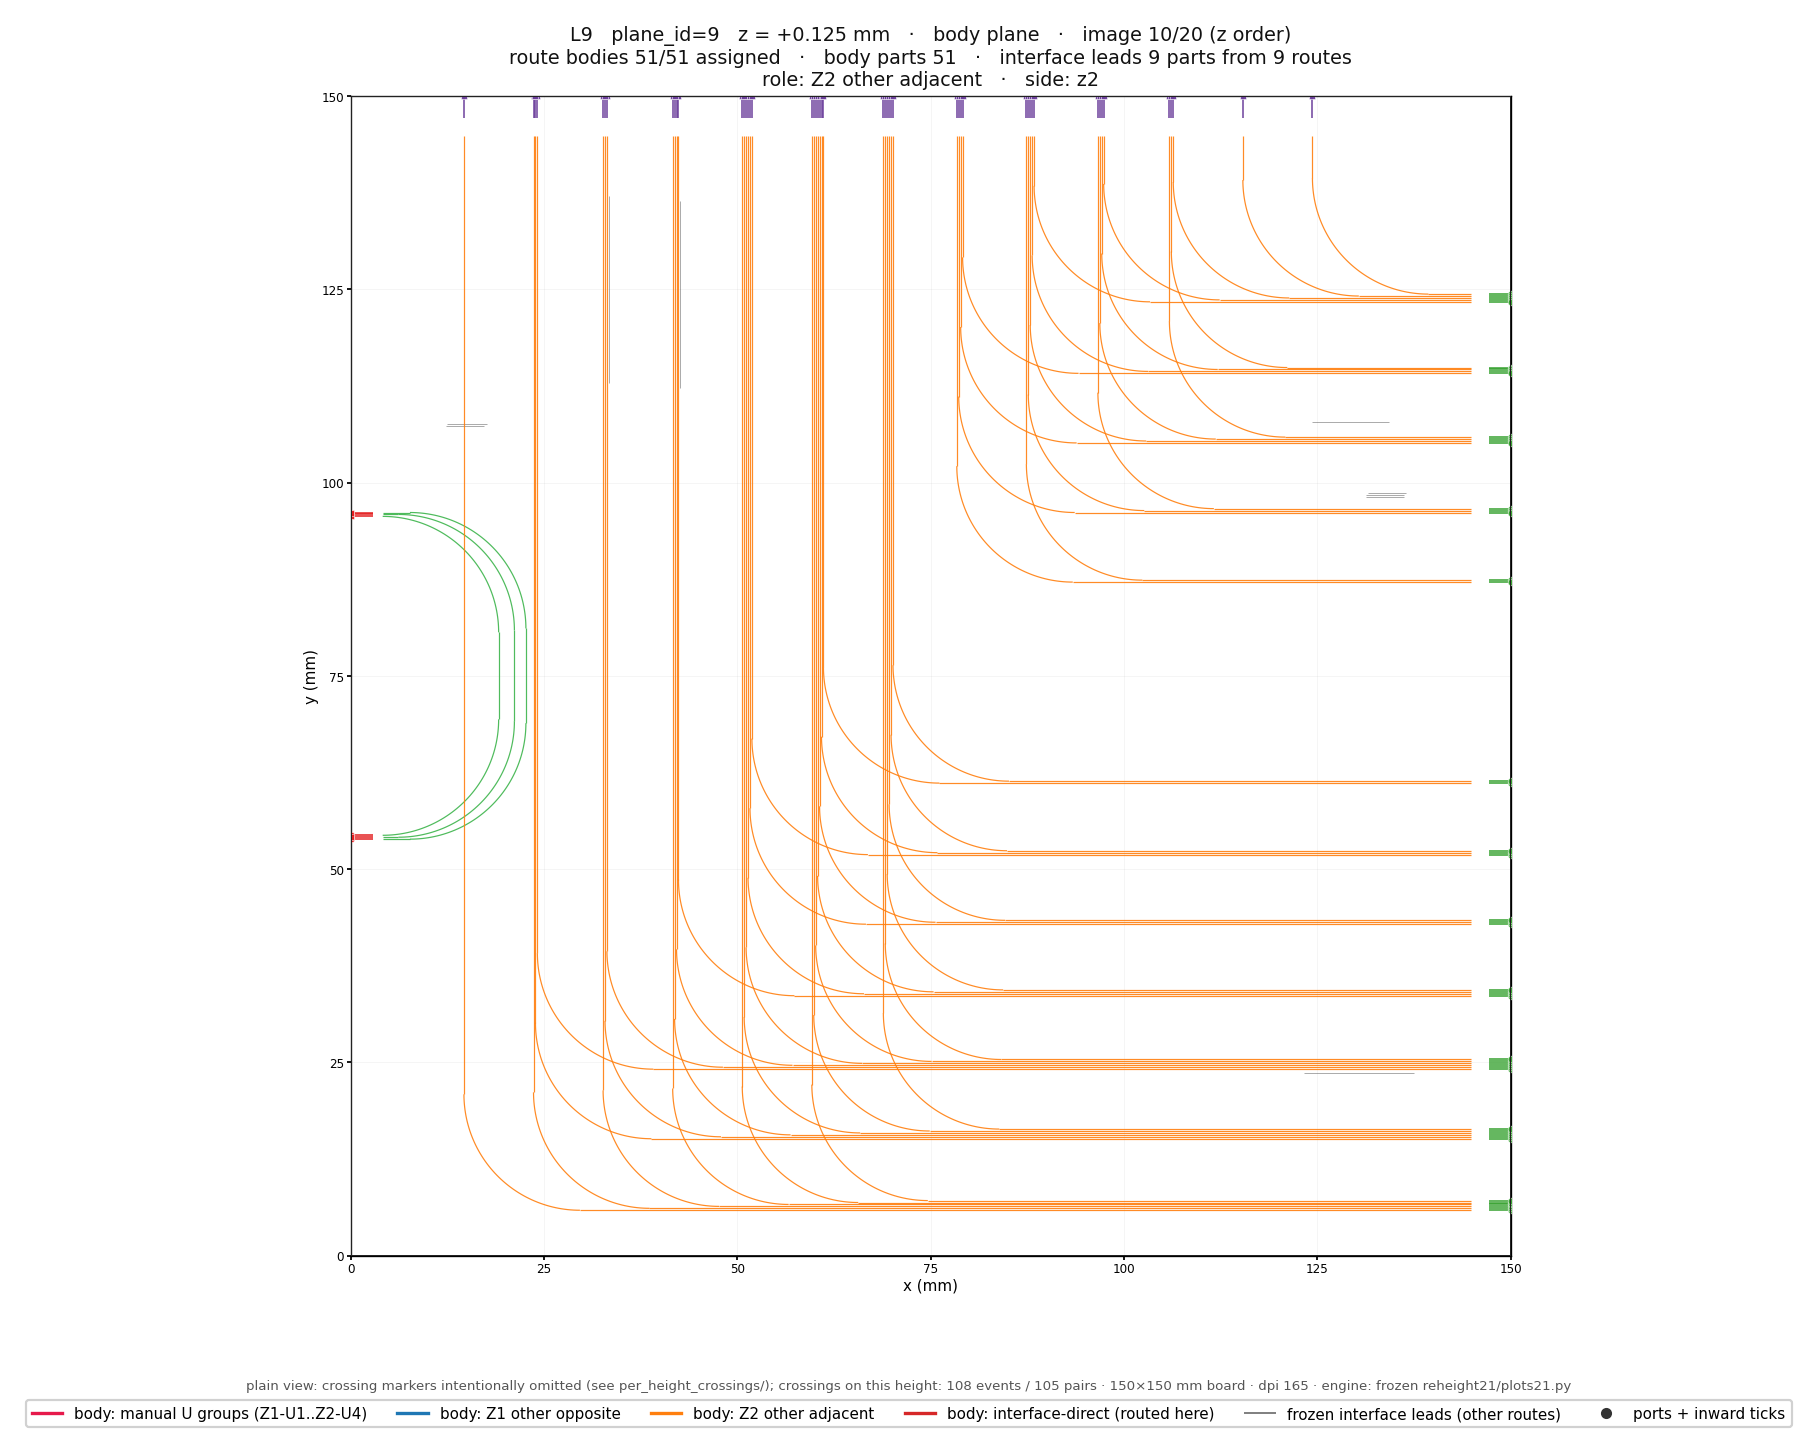 L9   plane_id=9   z = +0.125 mm   ·   body plane   ·   image 10/20 (z order)
route bodies 51/51 assigned   ·   body parts 51   ·   interface leads 9 parts from 9 routes
role: Z2 other adjacent   ·   side: z2
150
125
100
75
50
25
0
y (mm)
0
25
50
75
100
125
150
x (mm)
plain view: crossing markers intentionally omitted (see per_height_crossings/); crossings on this height: 108 events / 105 pairs · 150×150 mm board · dpi 165 · engine: frozen reheight21/plots21.py
body: manual U groups (Z1-U1..Z2-U4)
body: Z1 other opposite
body: Z2 other adjacent
body: interface-direct (routed here)
frozen interface leads (other routes)
ports + inward ticks